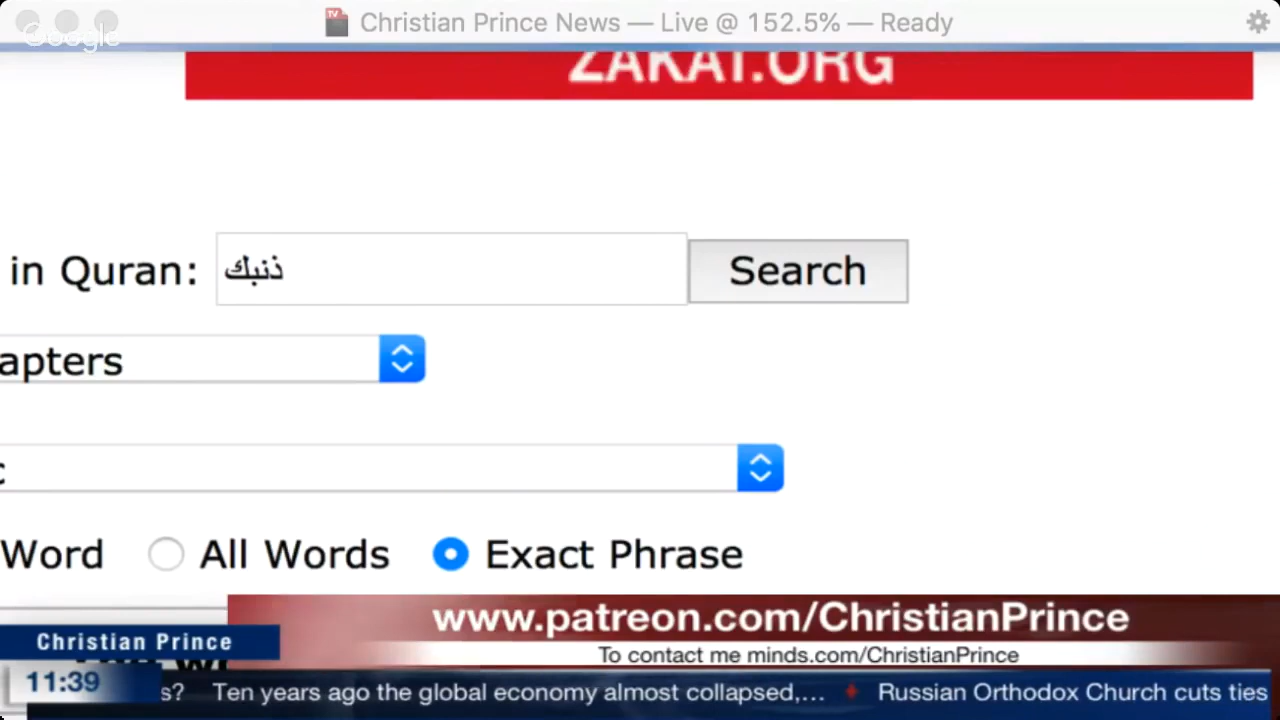 Christian Prince News — Live @ 152.5% — Ready
Google
ZAKAT.ORG
in Quran: ذنبك Search
apters
c
Word All Words Exact Phrase
www.patreon.com/ChristianPrince
Christian Prince
To contact me minds.com/ChristianPrince
11:39 s? Ten years ago the global economy almost collapsed,... Russian Orthodox Church cuts ties